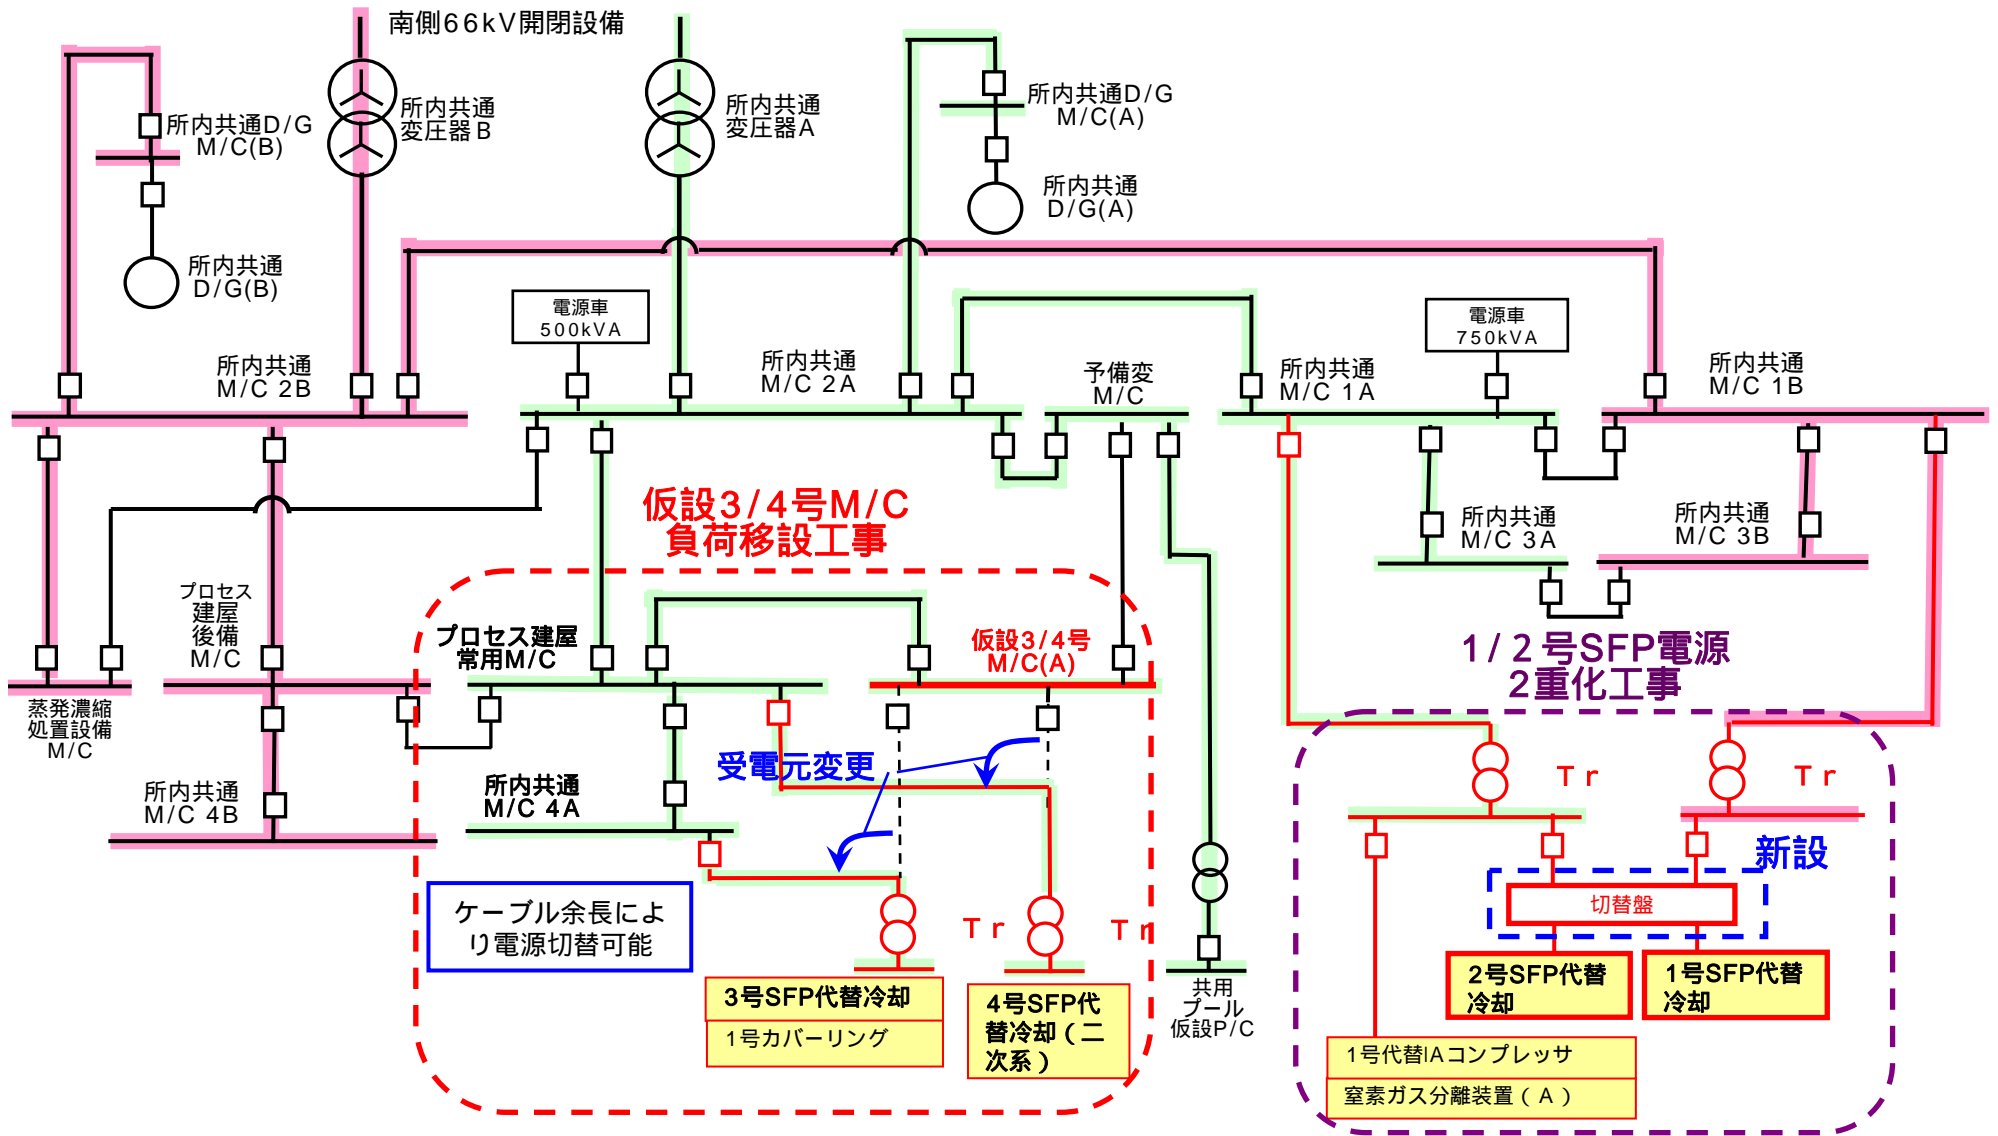 南側66kV開閉設備
所内共通D/G
M/C(B)
所内共通
変圧器B
所内共通
変圧器A
所内共通D/G
M/C(A)
所内共通
D/G(A)
所内共通
D/G(B)
電源車
500kVA
電源車
750kVA
所内共通
M/C 2B
所内共通
M/C 2A
予備変
M/C
所内共通
M/C 1A
所内共通
M/C 1B
仮設3/4号M/C
負荷移設工事
所内共通
M/C 3A
所内共通
M/C 3B
プロセス
建屋
後備
M/C
プロセス建屋
常用M/C
仮設3/4号
M/C(A)
1/2号SFP電源
2重化工事
蒸発濃縮
処置設備
M/C
受電元変更
所内共通
M/C 4B
所内共通
M/C 4A
Tr
Tr
新設
ケーブル余長によ
り電源切替可能
切替盤
Tr
Tr
3号SFP代替冷却
1号カバーリング
4号SFP代
替冷却(二
次系)
共用
プール
仮設P/C
2号SFP代替
冷却
1号SFP代替
冷却
1号代替IAコンプレッサ
窒素ガス分離装置(A)